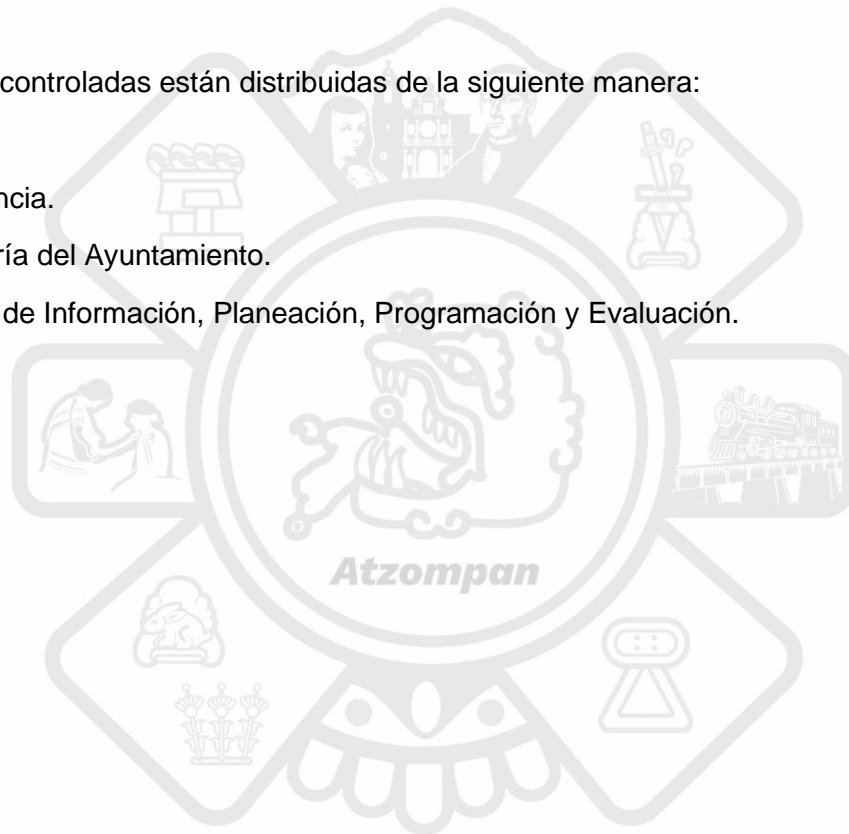 controladas están distribuidas de la siguiente manera:
ncia.
ría del Ayuntamiento.
de Información, Planeación, Programación y Evaluación.
Atzompan